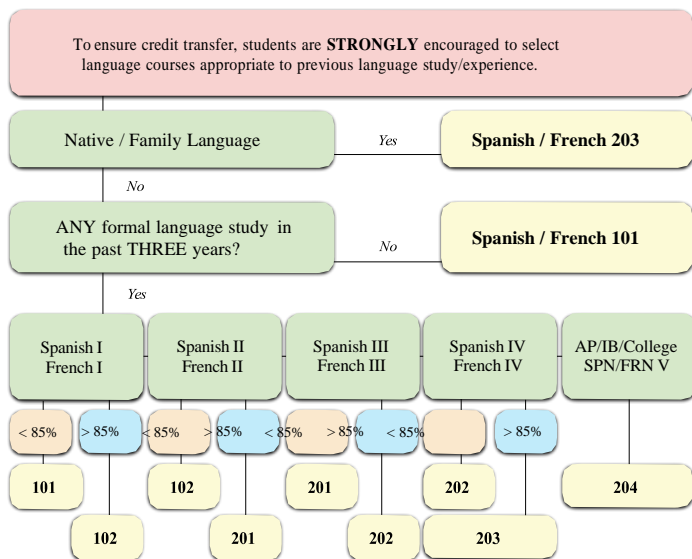 To ensure credit transfer, students are STRONGLY encouraged to select
language courses appropriate to previous language study/experience.
Native / Family Language
Yes
Spanish / French 203
No
ANY formal language study in
the past THREE years?
No
Spanish / French 101
Yes
Spanish I
French I
Spanish II
French II
Spanish III
French III
Spanish IV
French IV
AP/IB/College
SPN/FRN V
< 85%
> 85%
< 85%
> 85%
< 85%
> 85%
< 85%
> 85%
101
102
201
202
204
102
201
202
203